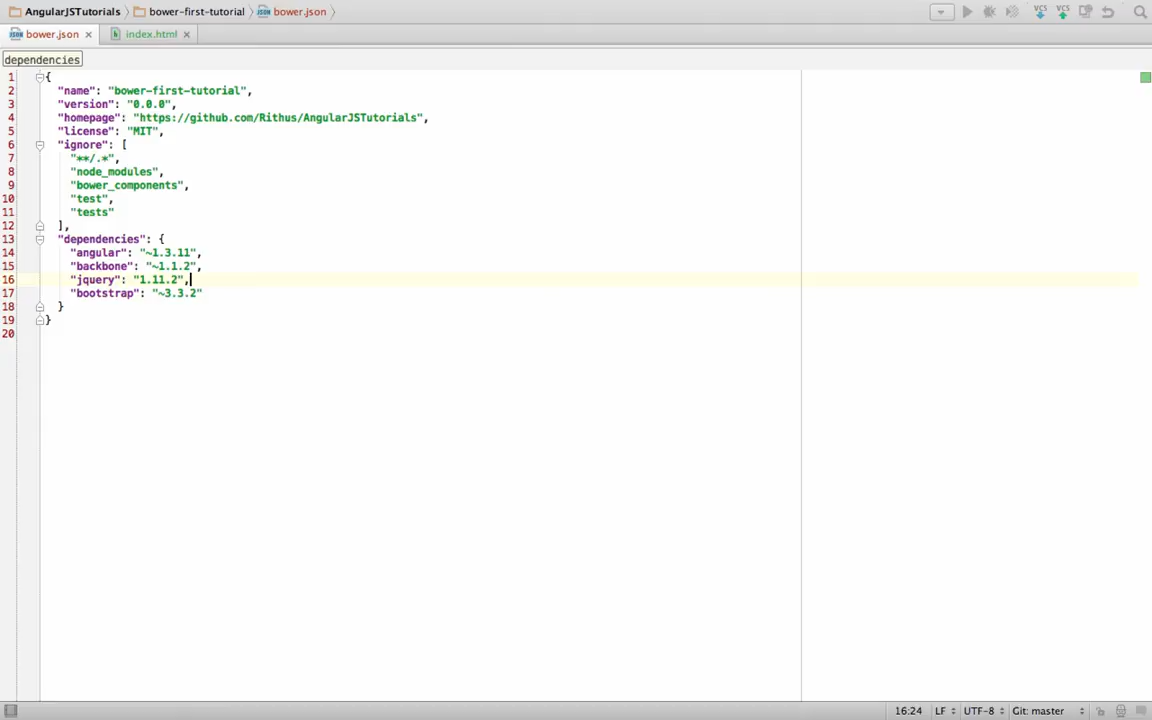 AngularJSTutorials bower-first-tutorial bower.json
bower.json index.html
dependencies
1 {
2 "name": "bower-first-tutorial",
3 "version": "0.0.0",
4 "homepage": "https://github.com/Rithus/AngularJSTutorials",
5 "license": "MIT",
6 "ignore": [
7 "**/.*",
8 "node_modules",
9 "bower_components",
10 "test",
11 "tests"
12 ],
13 "dependencies": {
14 "angular": "~1.3.11",
15 "backbone": "~1.1.2",
16 "jquery": "1.11.2",
17 "bootstrap": "~3.3.2"
18 }
19 }
20
16:24 LF UTF-8 Git: master
VCS VCS
JSON JSON